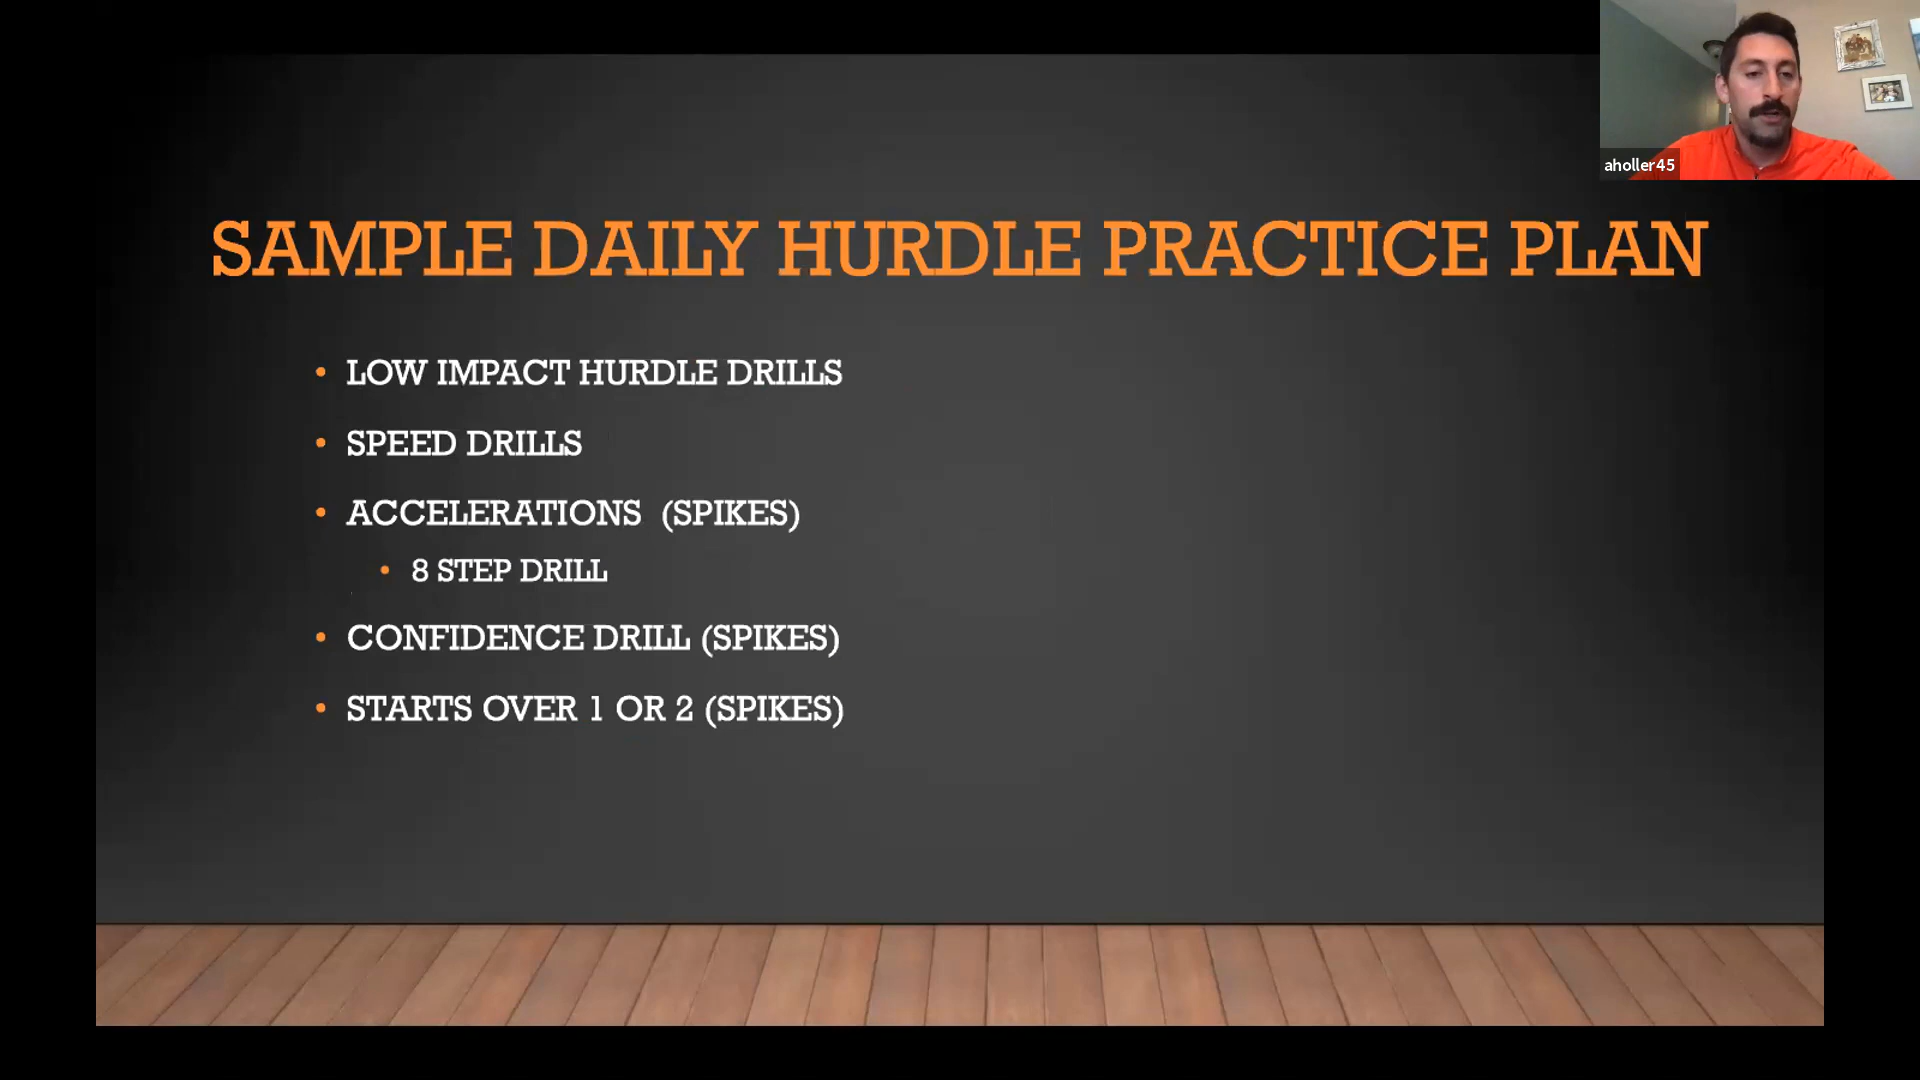 aholler45
SAMPLE DAILY HURDLE PRACTICE PLAN
• LOW IMPACT HURDLE DRILLS
• SPEED DRILLS
• ACCELERATIONS (SPIKES)
• 8 STEP DRILL
• CONFIDENCE DRILL (SPIKES)
• STARTS OVER 1 OR 2 (SPIKES)